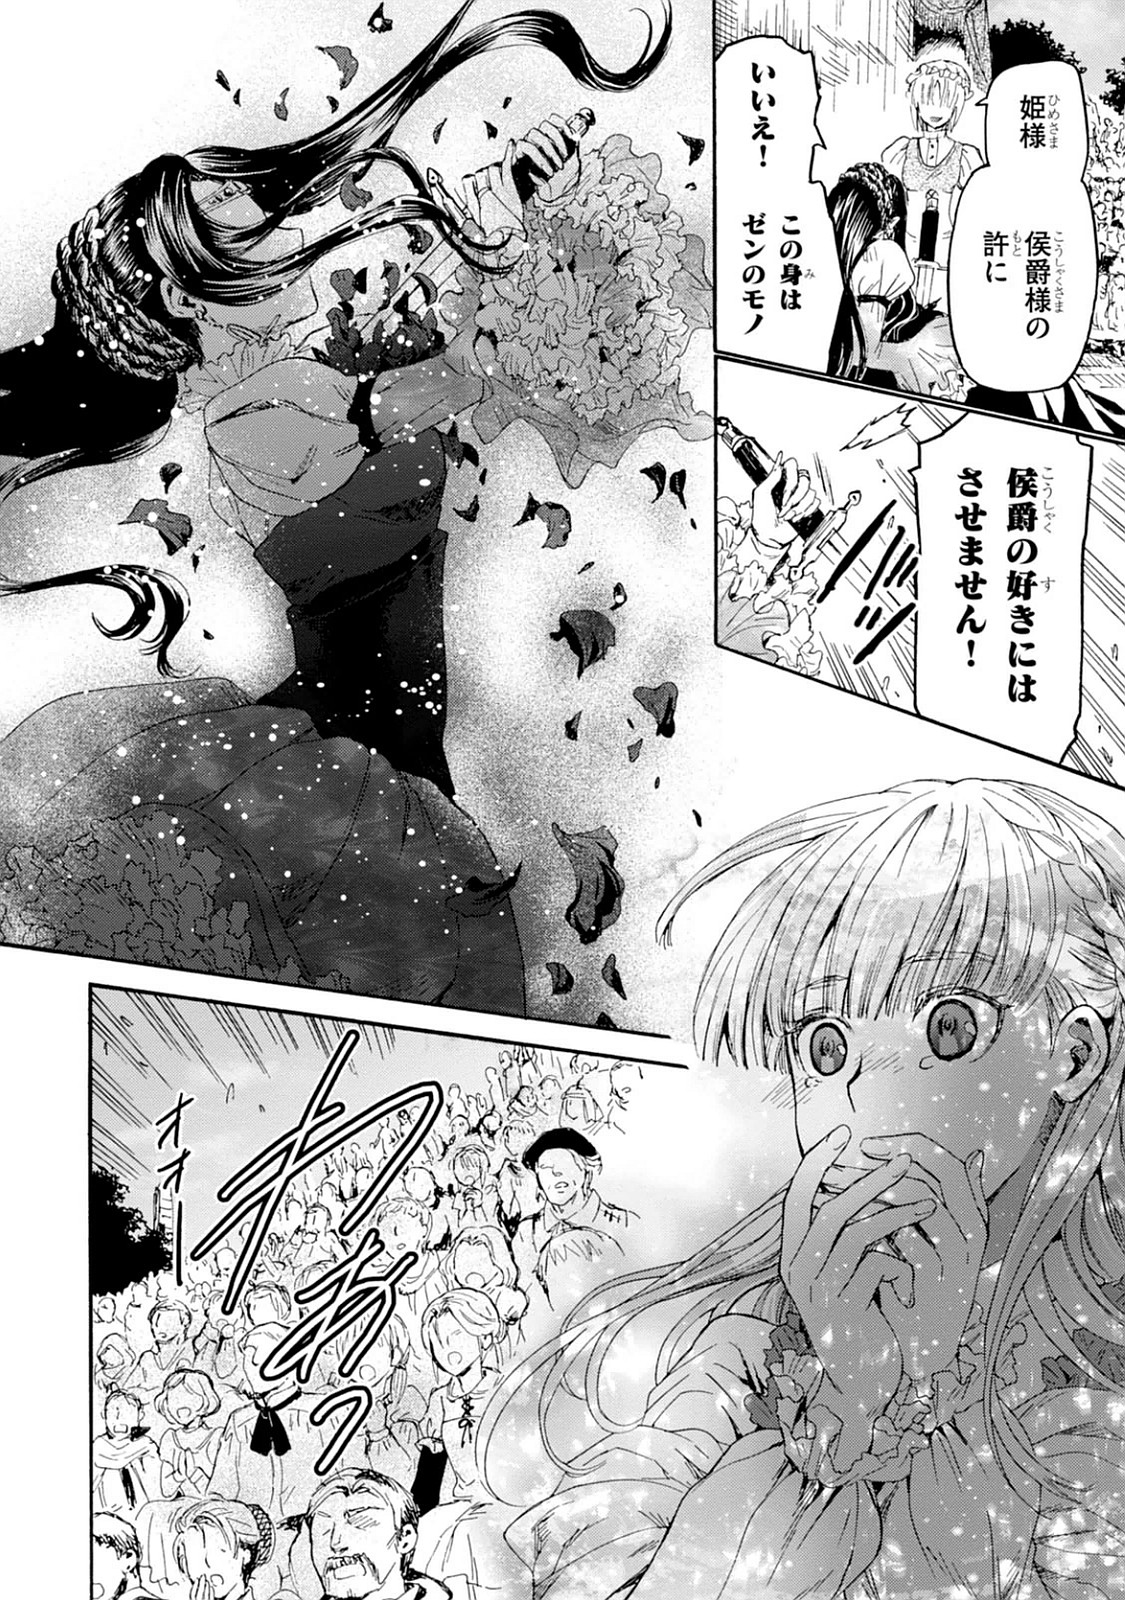 姫様
侯爵様の
許に
いいえ！
この身は
ゼンのモノ
侯爵の好きには
させません！
わあっ
オオー